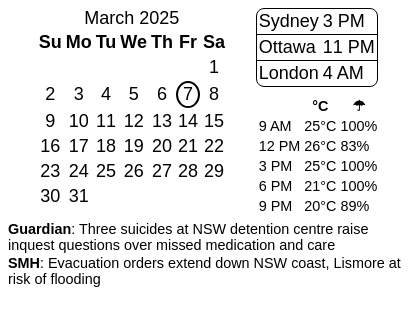 March 2025
Su Mo Tu We Th Fr Sa
1
2 3 4 5 6 7 8
9 10 11 12 13 14 15
16 17 18 19 20 21 22
23 24 25 26 27 28 29
30 31
Sydney 3 PM
Ottawa 11 PM
London 4 AM
°C ☂
9 AM 25°C 100%
12 PM 26°C 83%
3 PM 25°C 100%
6 PM 21°C 100%
9 PM 20°C 89%
Guardian: Three suicides at NSW detention centre raise
inquest questions over missed medication and care
SMH: Evacuation orders extend down NSW coast, Lismore at
risk of flooding